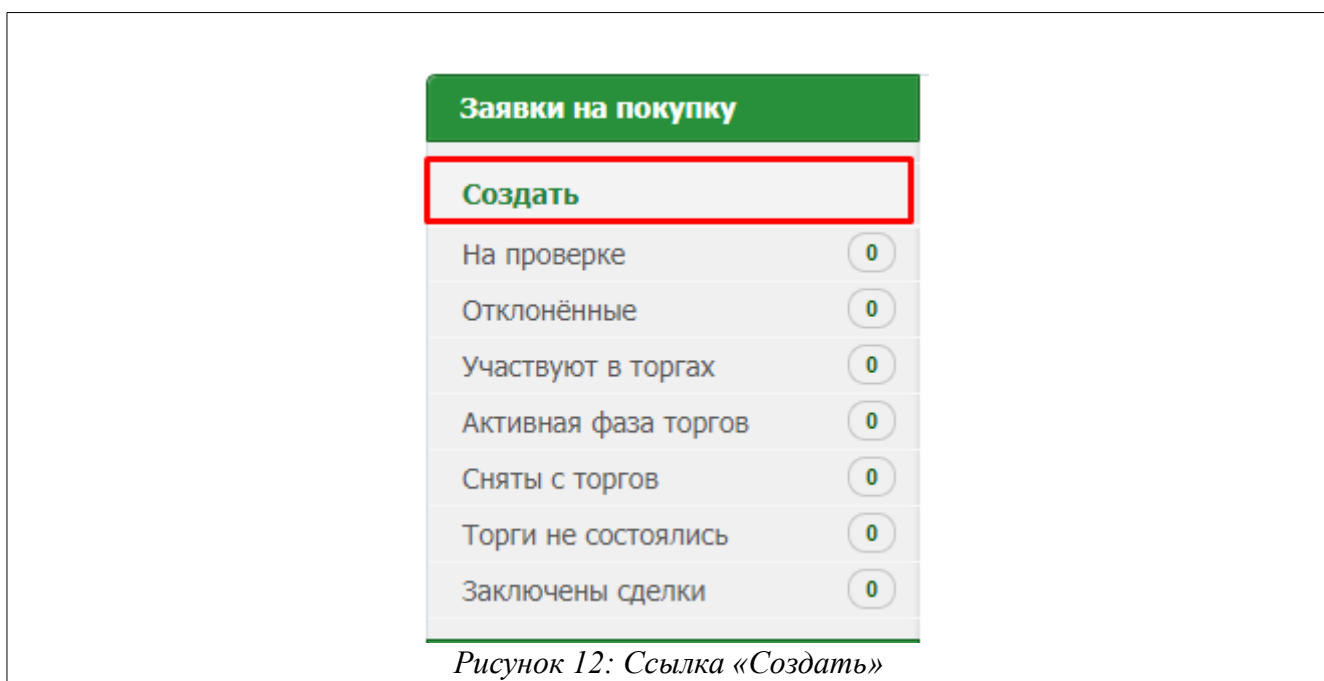 Заявки на покупку
Создать
На проверке 0
Отклонённые 0
Участвуют в торгах 0
Активная фаза торгов 0
Сняты с торгов 0
Торги не состоялись 0
Заключены сделки 0
Рисунок 12: Ссылка «Создать»